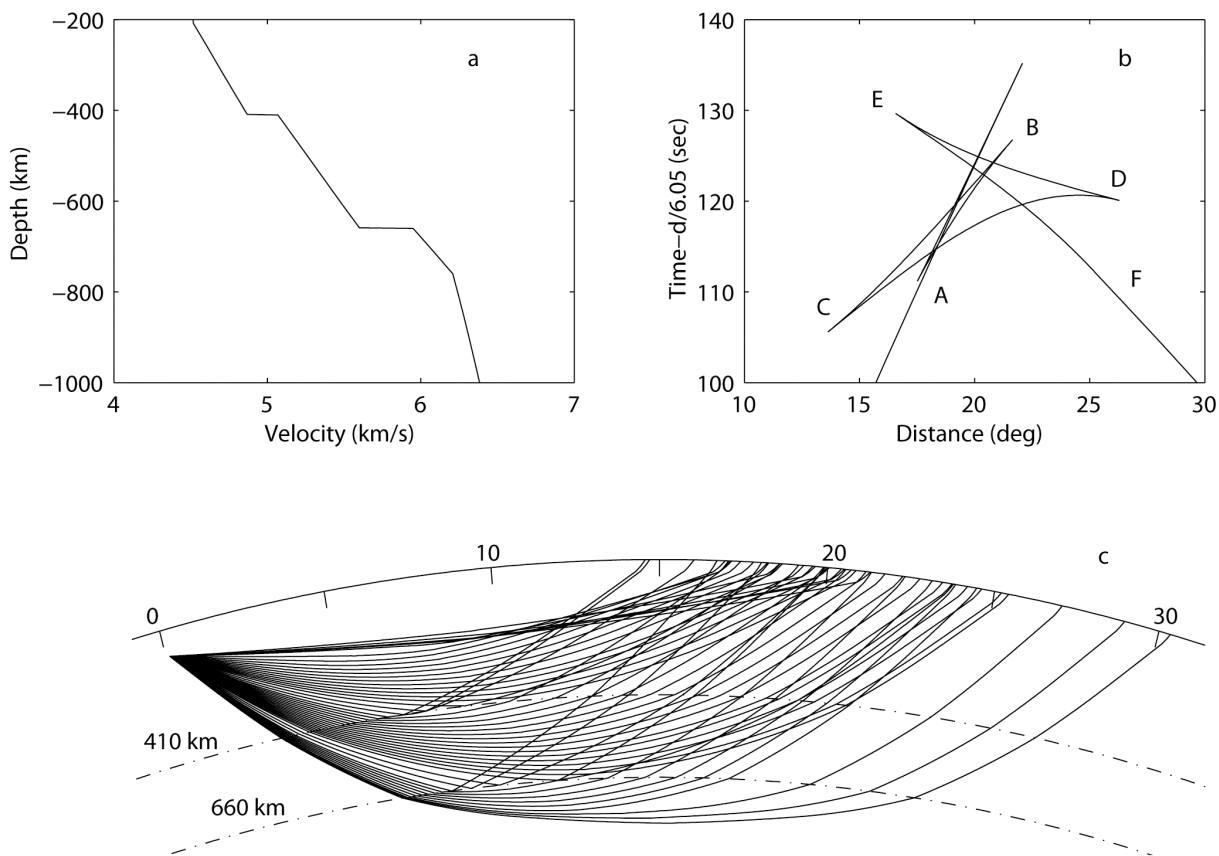 −200
−400
−600
−800
−1000
4
5
6
7
Depth (km)
Velocity (km/s)
a
140
130
120
110
100
10
15
20
25
30
Time−d/6.05 (sec)
Distance (deg)
b
E
B
D
A
C
F
c
0
10
20
30
410 km
660 km